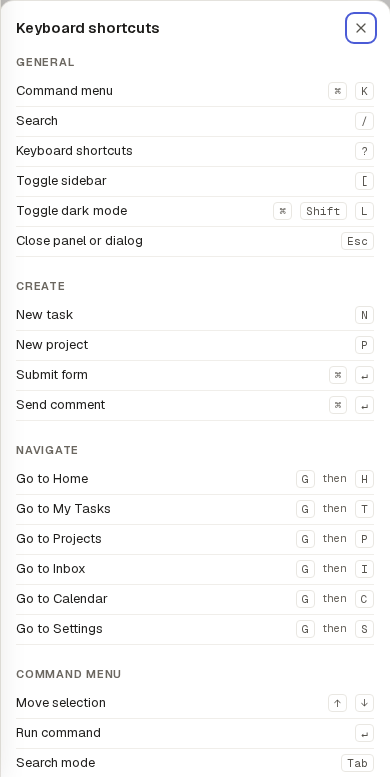 Keyboard shortcuts
GENERAL
Command menu ⌘ K
Search /
Keyboard shortcuts ?
Toggle sidebar [
Toggle dark mode ⌘ Shift L
Close panel or dialog Esc
CREATE
New task N
New project P
Submit form ⌘ ↵
Send comment ⌘ ↵
NAVIGATE
Go to Home G then H
Go to My Tasks G then T
Go to Projects G then P
Go to Inbox G then I
Go to Calendar G then C
Go to Settings G then S
COMMAND MENU
Move selection ↑ ↓
Run command ↵
Search mode Tab